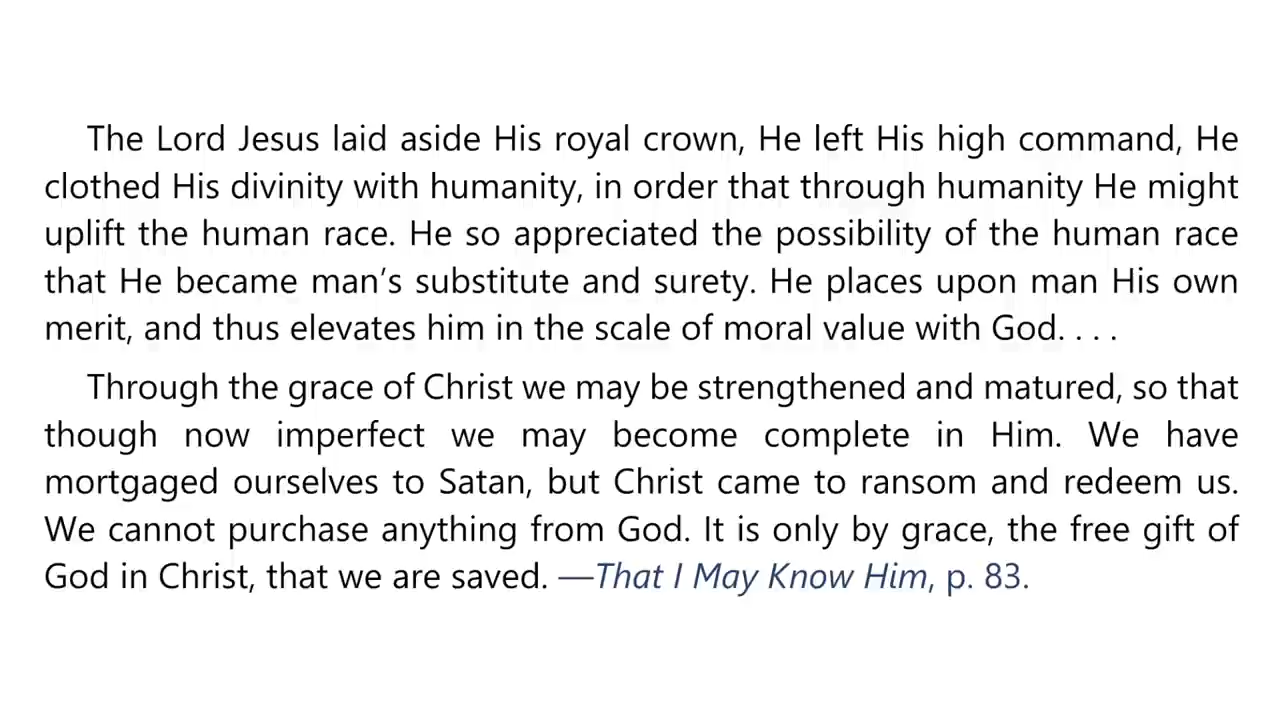 The Lord Jesus laid aside His royal crown, He left His high command, He
clothed His divinity with humanity, in order that through humanity He might
uplift the human race. He so appreciated the possibility of the human race
that He became man’s substitute and surety. He places upon man His own
merit, and thus elevates him in the scale of moral value with God. . . .
Through the grace of Christ we may be strengthened and matured, so that
though now imperfect we may become complete in Him. We have
mortgaged ourselves to Satan, but Christ came to ransom and redeem us.
We cannot purchase anything from God. It is only by grace, the free gift of
God in Christ, that we are saved. —That I May Know Him, p. 83.